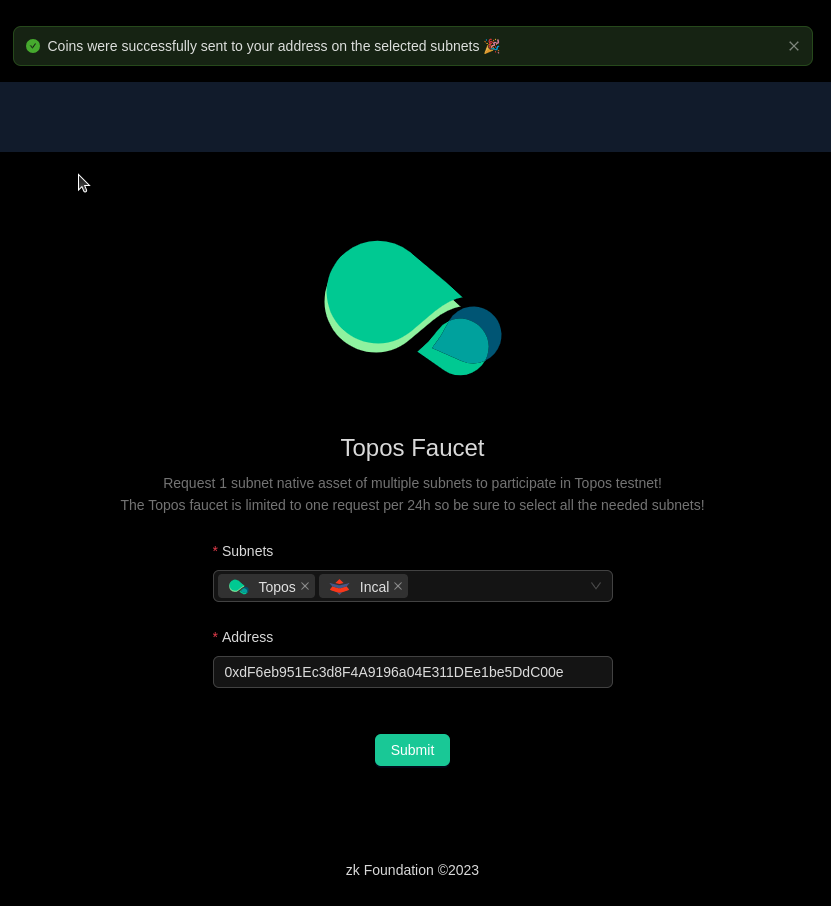 Coins were successfully sent to your address on the selected subnets 🎉
Topos Faucet
Request 1 subnet native asset of multiple subnets to participate in Topos testnet!
The Topos faucet is limited to one request per 24h so be sure to select all the needed subnets!
* Subnets
Topos Incal
* Address
0xdF6eb951Ec3d8F4A9196a04E311DEe1be5DdC00e
Submit
zk Foundation ©2023